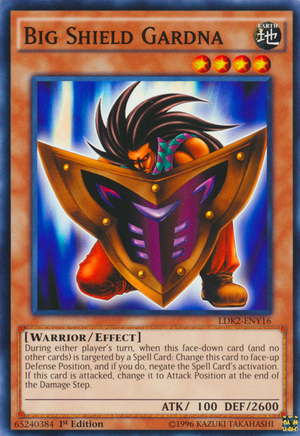 BIG SHIELD GARDNA
EARTH
地
LDK2-ENY16
[WARRIOR/EFFECT]
During either player's turn, when this face-down card (and no
other cards) is targeted by a Spell Card: Change this card to face-up
Defense Position, and if you do, negate the Spell Card's activation.
If this card is attacked, change it to Attack Position at the end of
the Damage Step.
ATK/ 100 DEF/2600
65240384 1st Edition ©1996 KAZUKI TAKAHASHI